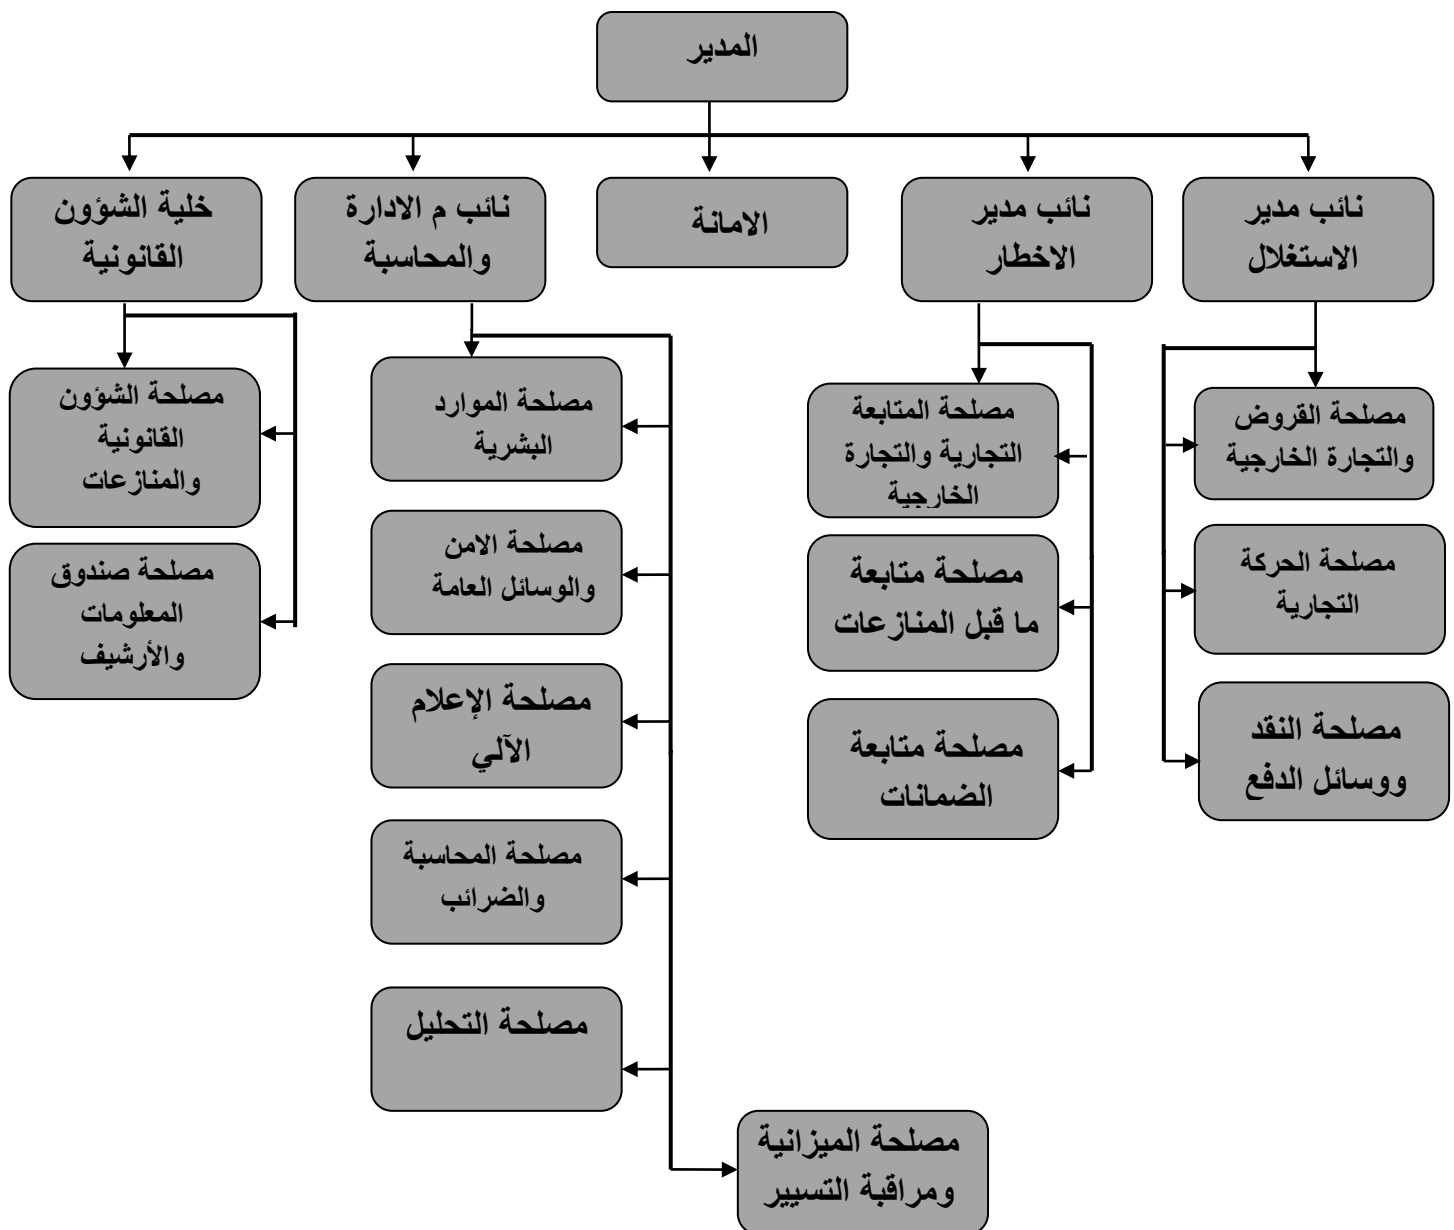 المدير
نائب مدير
الاستغلال
نائب مدير
الاخطار
الامانة
نائب م الادارة
والمحاسبة
خلية الشؤون
القانونية
مصلحة القروض
والتجارة الخارجية
مصلحة الحركة
التجارية
مصلحة النقد
ووسائل الدفع
مصلحة المتابعة
التجارية والتجارة
الخارجية
مصلحة متابعة
ما قبل المنازعات
مصلحة متابعة
الضمانات
مصلحة الموارد
البشرية
مصلحة الامن
والوسائل العامة
مصلحة الإعلام
الآلي
مصلحة المحاسبة
والضرائب
مصلحة التحليل
مصلحة الميزانية
ومراقبة التسيير
مصلحة الشؤون
القانونية
والمنازعات
مصلحة صندوق
المعلومات
والأرشيف